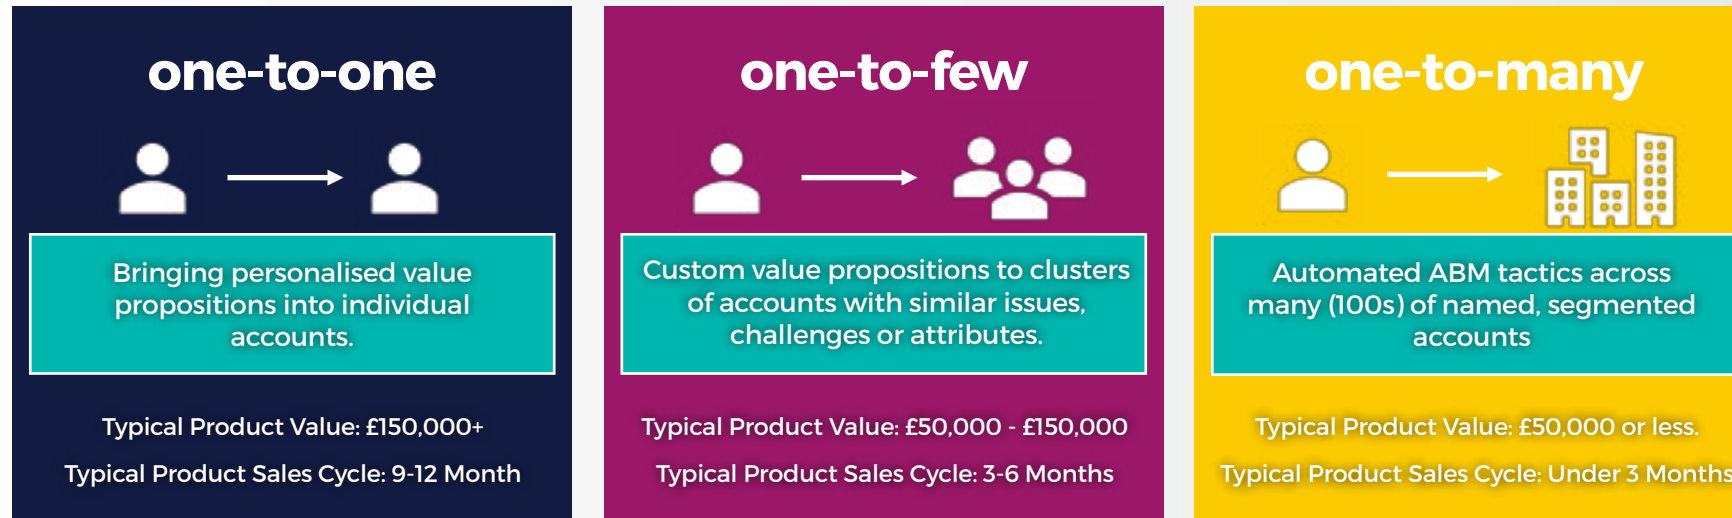 one-to-one
Bringing personalised value
propositions into individual
accounts.
Typical Product Value: £150,000+
Typical Product Sales Cycle: 9-12 Month
one-to-few
Custom value propositions to clusters
of accounts with similar issues,
challenges or attributes.
Typical Product Value: £50,000 - £150,000
Typical Product Sales Cycle: 3-6 Months
one-to-many
Automated ABM tactics across
many (100s) of named, segmented
accounts
Typical Product Value: £50,000 or less.
Typical Product Sales Cycle: Under 3 Months